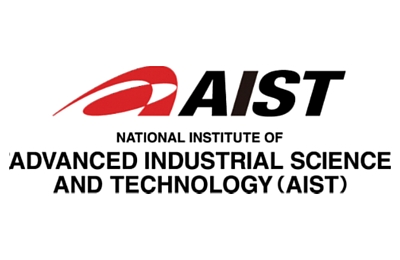 AIST
NATIONAL INSTITUTE OF
ADVANCED INDUSTRIAL SCIENCE
AND TECHNOLOGY (AIST)